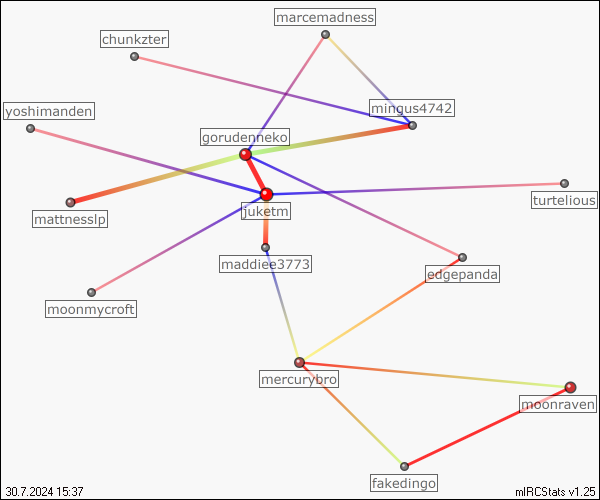 marcemadness
chunkzter
mingus4742
yoshimanden
gorudenneko
turtelious
mattnesslp
juketm
maddiee3773
edgepanda
moonmycroft
mercurybro
moonraven
fakedingo
30.7.2024 15:37
mIRCStats v1.25